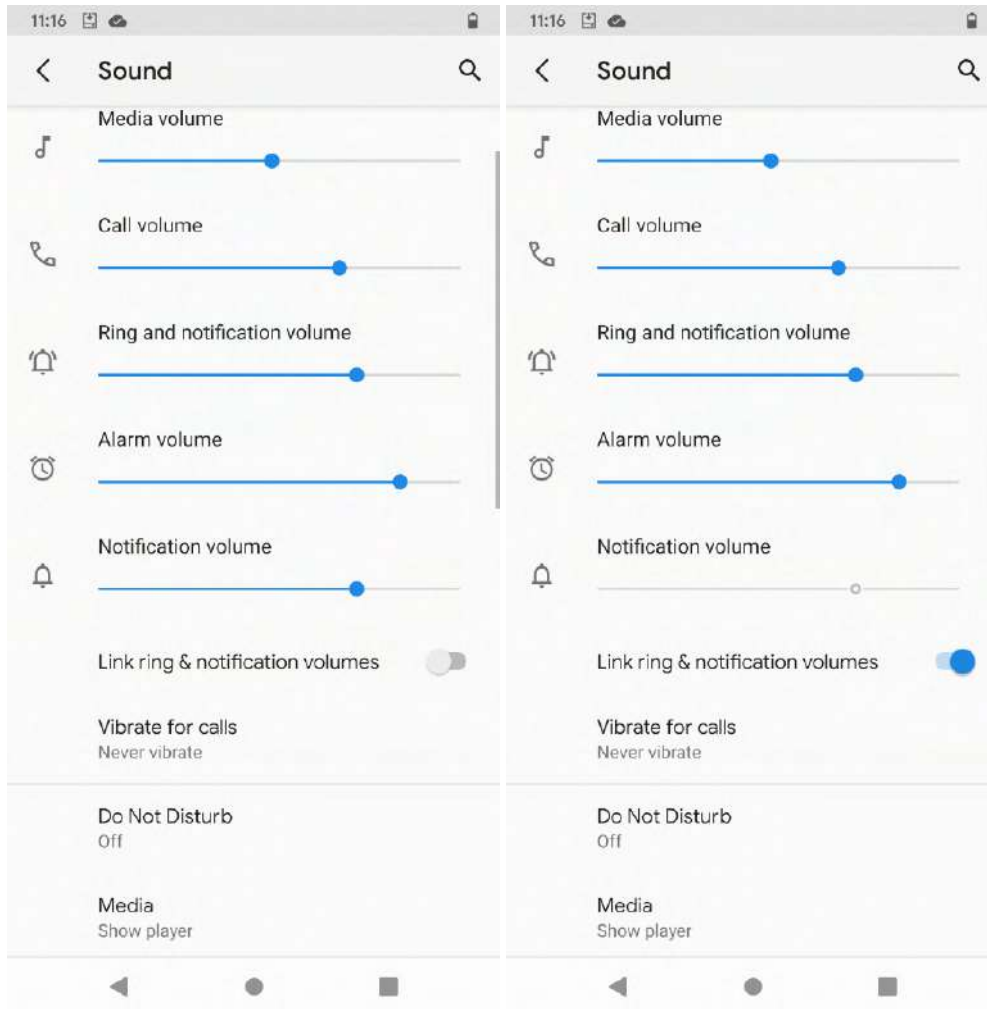 11:16
Sound
Media volume
Call volume
Ring and notification volume
Alarm volume
Notification volume
Link ring & notification volumes
Vibrate for calls
Never vibrate
Do Not Disturb
Off
Media
Show player
11:16
Sound
Media volume
Call volume
Ring and notification volume
Alarm volume
Notification volume
Link ring & notification volumes
Vibrate for calls
Never vibrate
Do Not Disturb
Off
Media
Show player